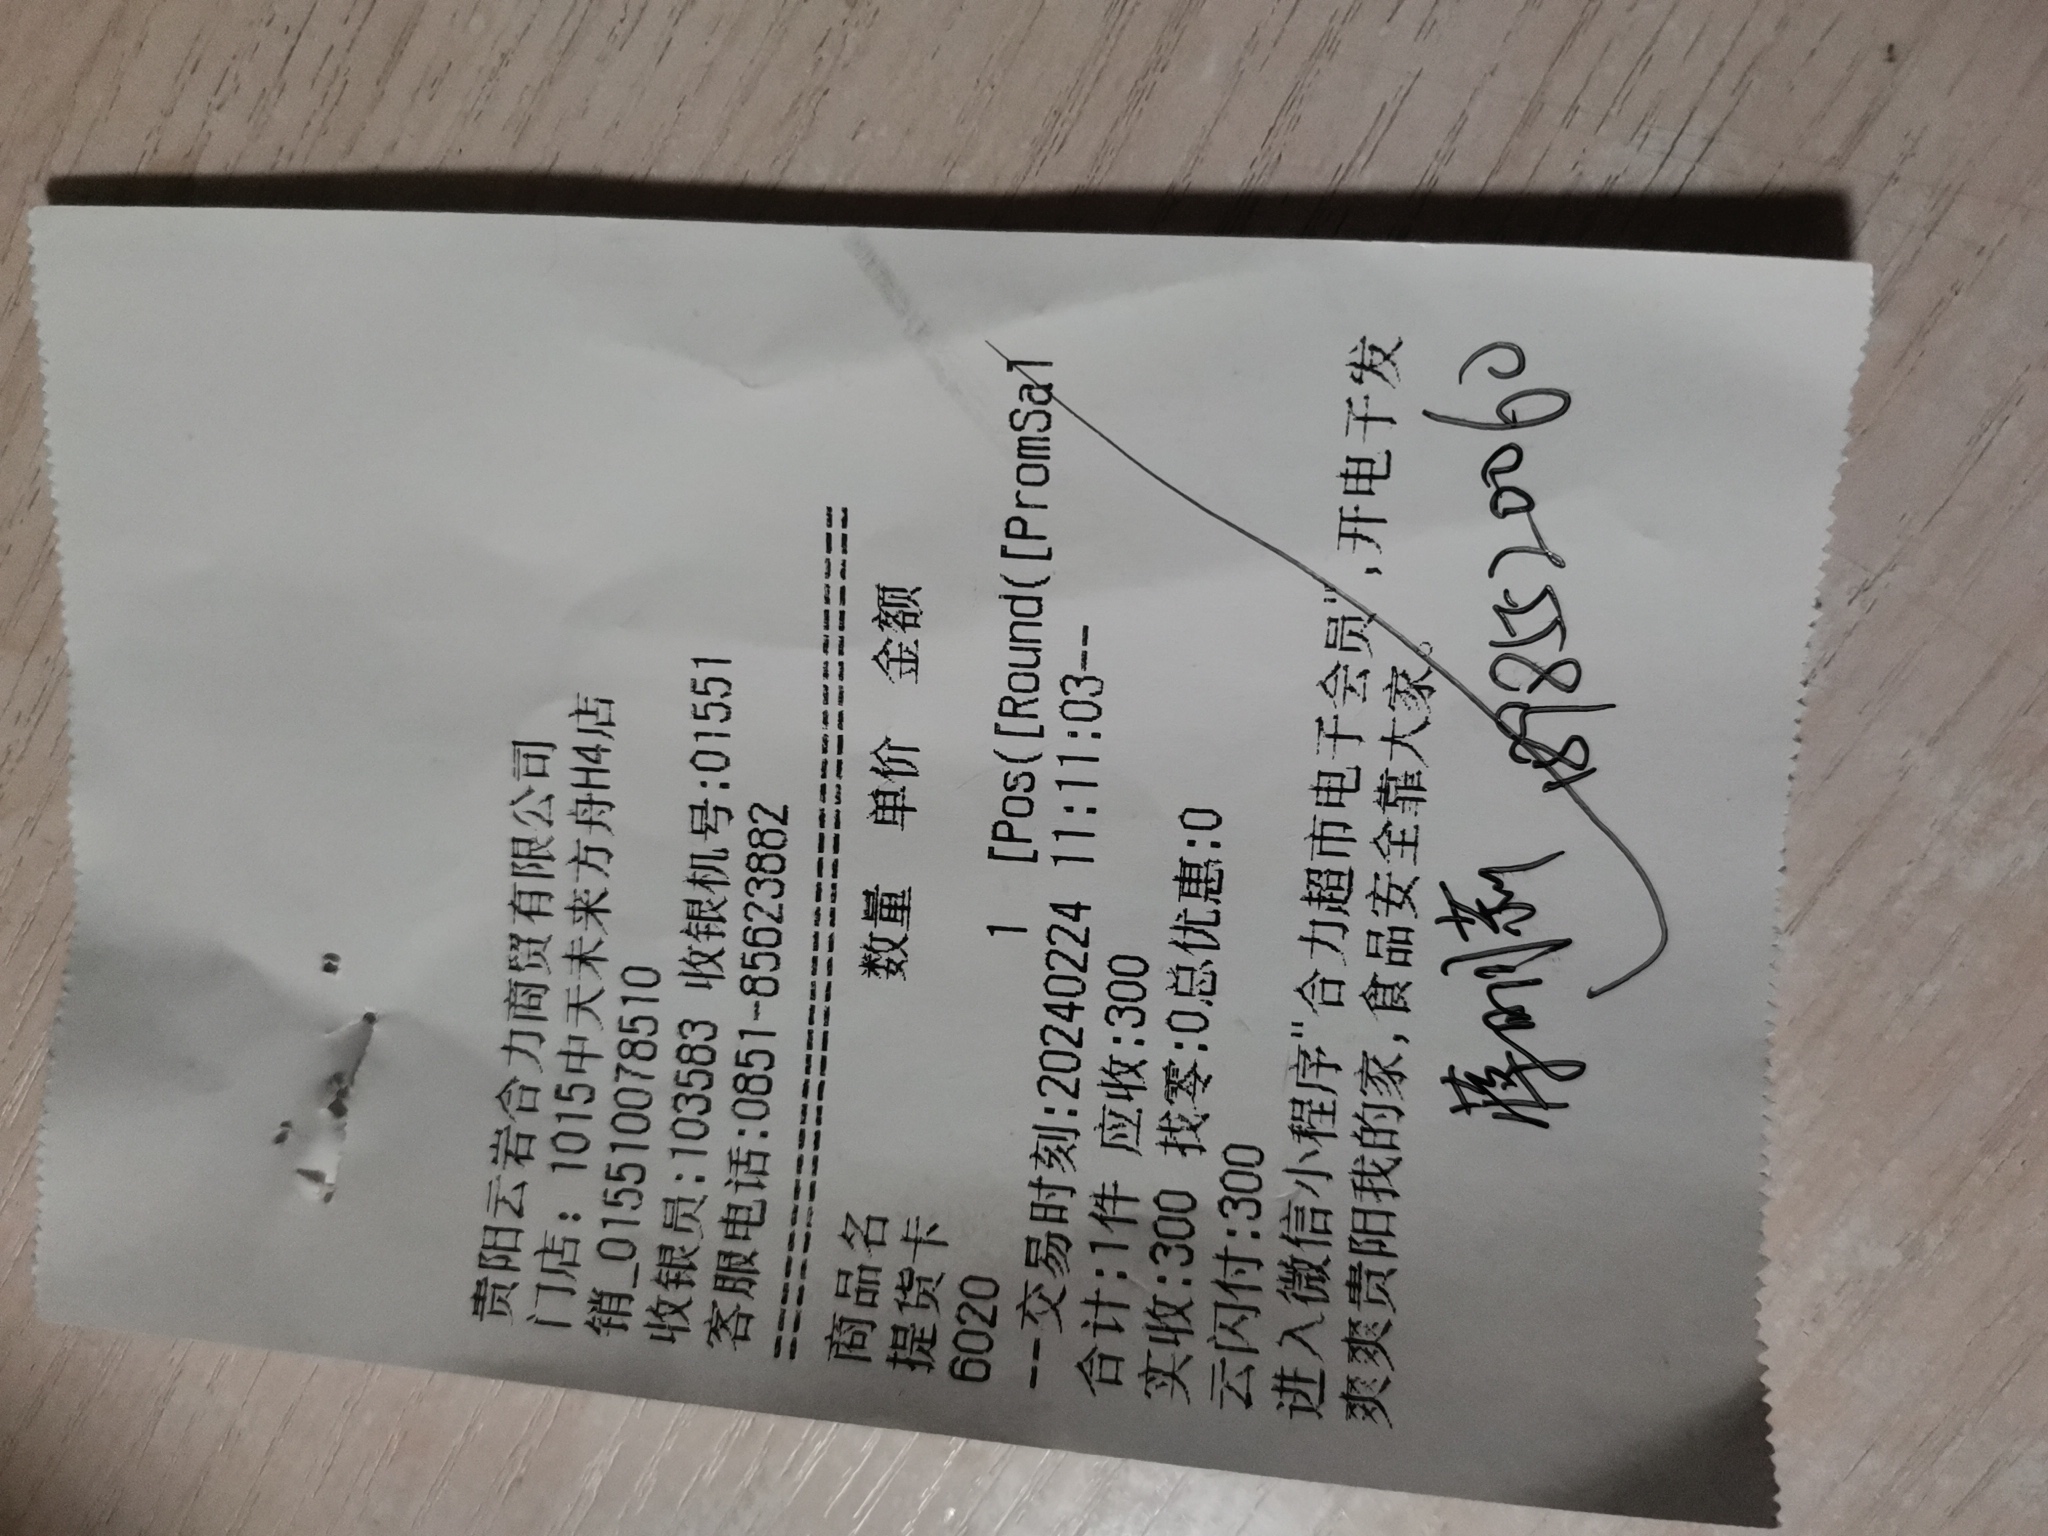 贵阳云岩合力商贸有限公司
门店：1015中天未来方舟H4店
销_0155100785510
收银员:103583 收银机号:015551
客服电话:0851-85623882
================================
商品名 数量 单价 金额
提货卡
6020 1 [Pos([Round([PromSal
--交易时刻:20240224 11:11:03--
合计:1件 应收:300
实收:300 找零:0总优惠:0
云闪付:300
进入微信小程序"合力超市电子会员",开电子发
爽爽贵阳我的家,食品安全靠大家。
18985520060